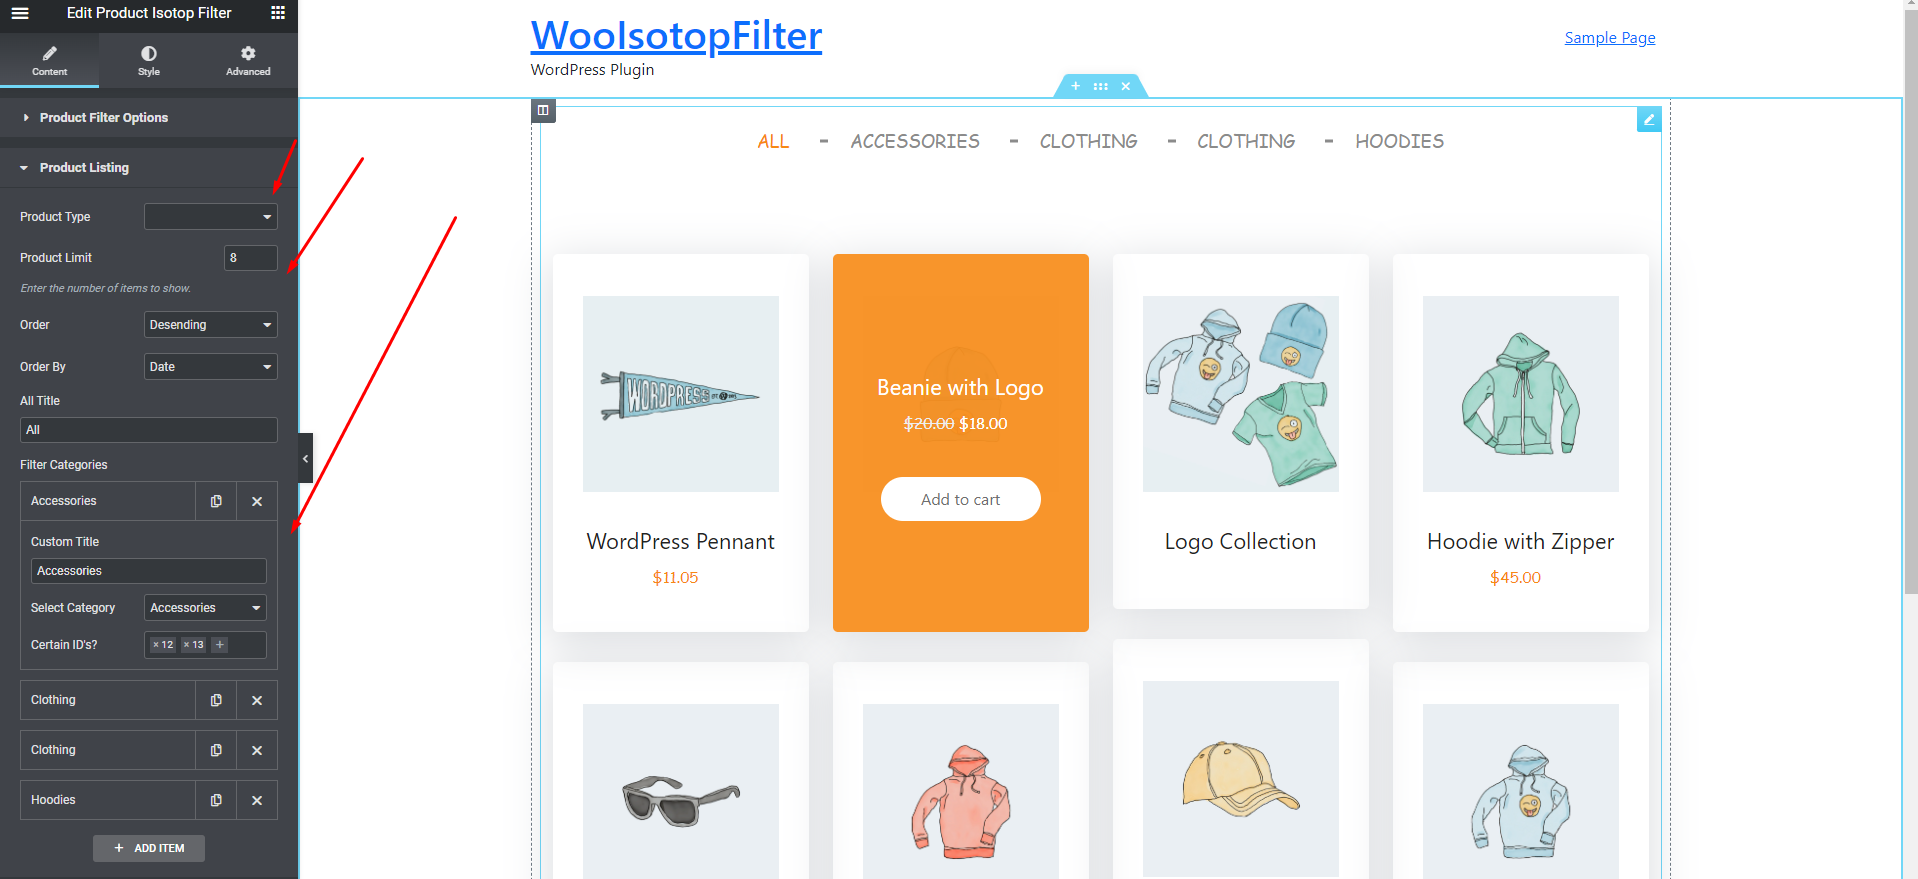 Edit Product Isotop Filter
Content
Style
Advanced
Product Filter Options
Product Listing
Product Type
Product Limit
8
Enter the number of items to show.
Order
Desending
Order By
Date
All Title
All
Filter Categories
Accessories
Custom Title
Accessories
Select Category
Accessories
Certain ID's?
× 12 × 13 +
Clothing
Clothing
Hoodies
+ ADD ITEM
WooIsotopFilter
WordPress Plugin
Sample Page
ALL - ACCESSORIES - CLOTHING - CLOTHING - HOODIES
WORDPRESS
WordPress Pennant
$11.05
Beanie with Logo
$20.00 $18.00
Add to cart
Logo Collection
Hoodie with Zipper
$45.00